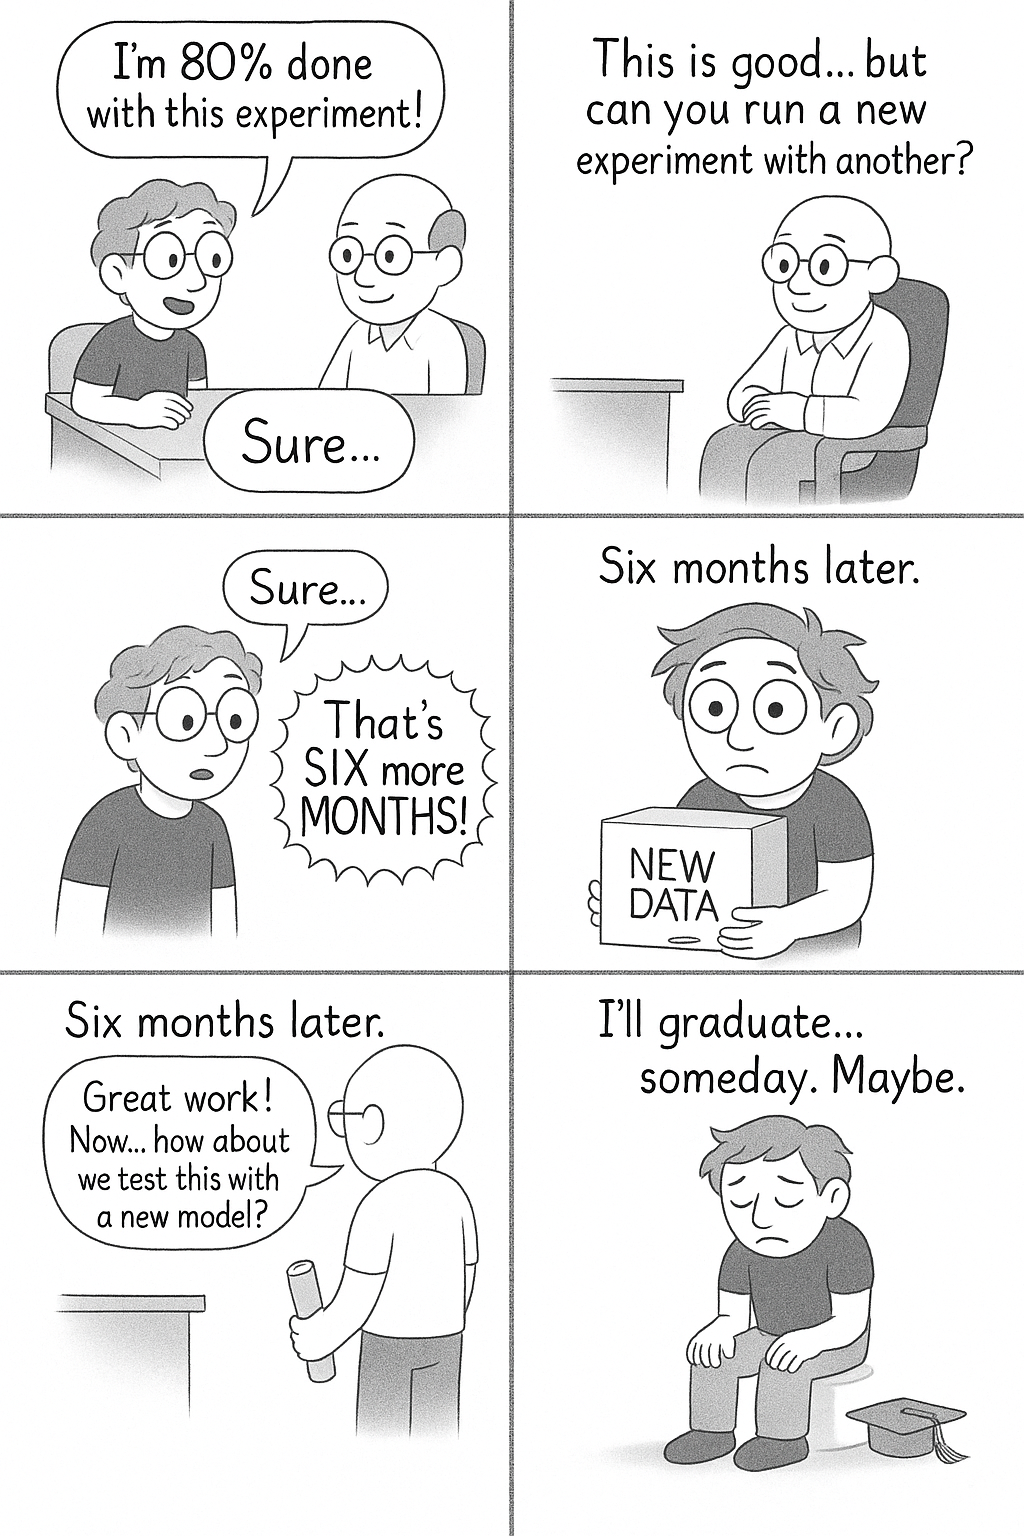 I'm 80% done
with this experiment!
Sure...
This is good... but
can you run a new
experiment with another?
Sure...
That's
SIX more
MONTHS!
Six months later.
NEW
DATA
Six months later.
Great work!
Now... how about
we test this with
a new model?
I'll graduate...
someday. Maybe.